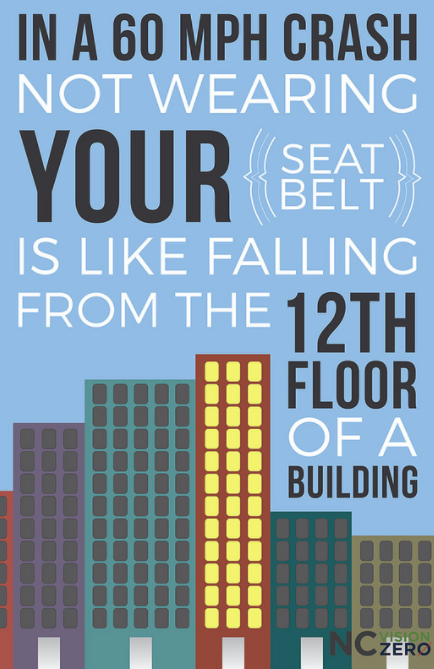 IN A 60 MPH CRASH
NOT WEARING
YOUR {SEAT
BELT}
IS LIKE FALLING
FROM THE 12TH
FLOOR
OF A
BUILDING
NC VISION
ZERO